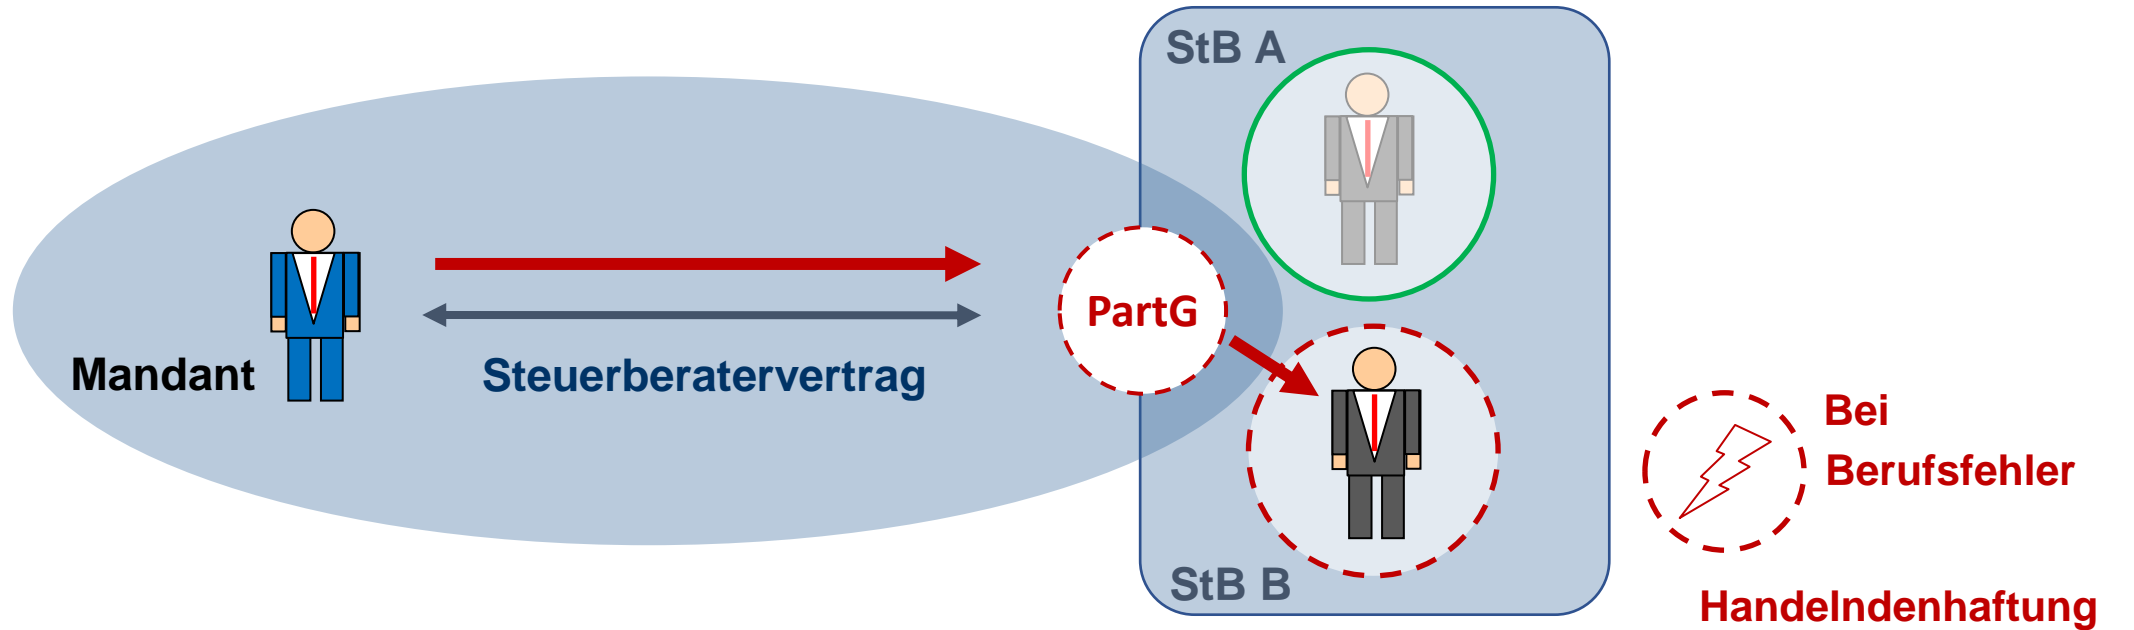 StB A
PartG
Mandant
Steuerberatervertrag
Bei
Berufsfehler
StB B
Handelndenhaftung